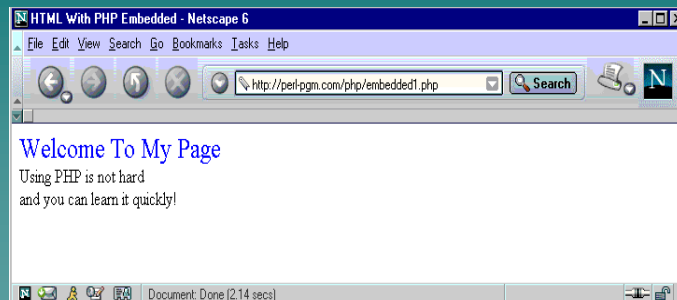 N HTML With PHP Embedded - Netscape 6
File Edit View Search Go Bookmarks Tasks Help
http://perl-pgm.com/php/embedded1.php Search N
Welcome To My Page
Using PHP is not hard
and you can learn it quickly!
N Document: Done (2.14 secs)